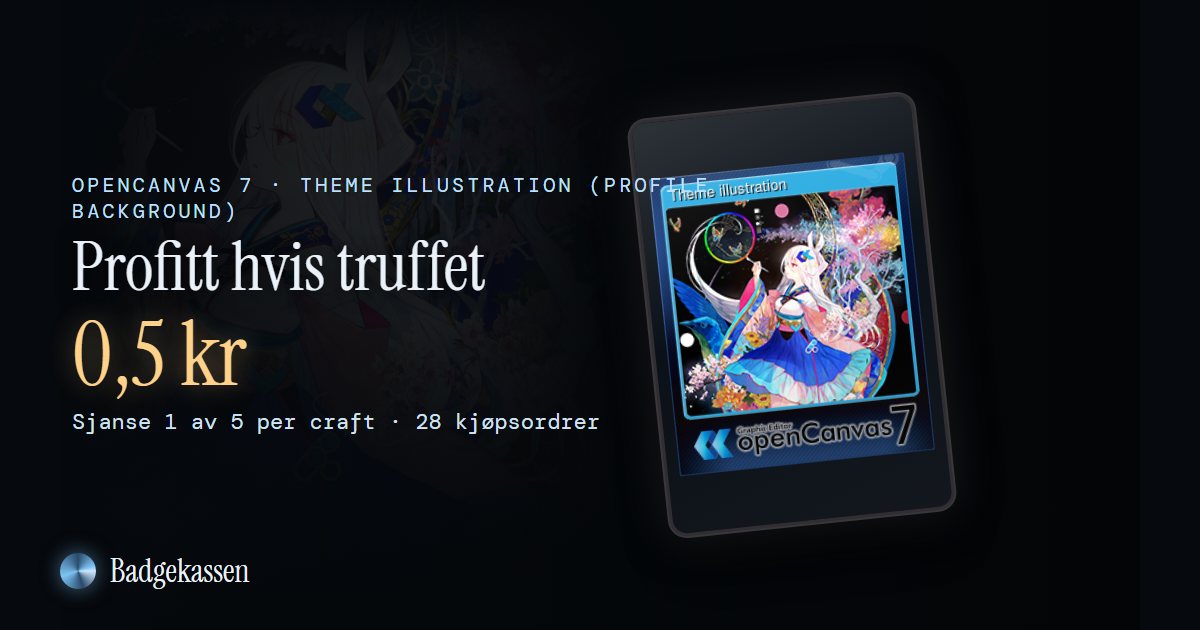 OPENCANVAS 7 · THEME ILLUSTRATION (PROFILE
BACKGROUND)
Profitt hvis truffet
0,5 kr
Sjanse 1 av 5 per craft · 28 kjøpsordrer
Badgekassen
Theme illustration
Graphic Editor
openCanvas 7